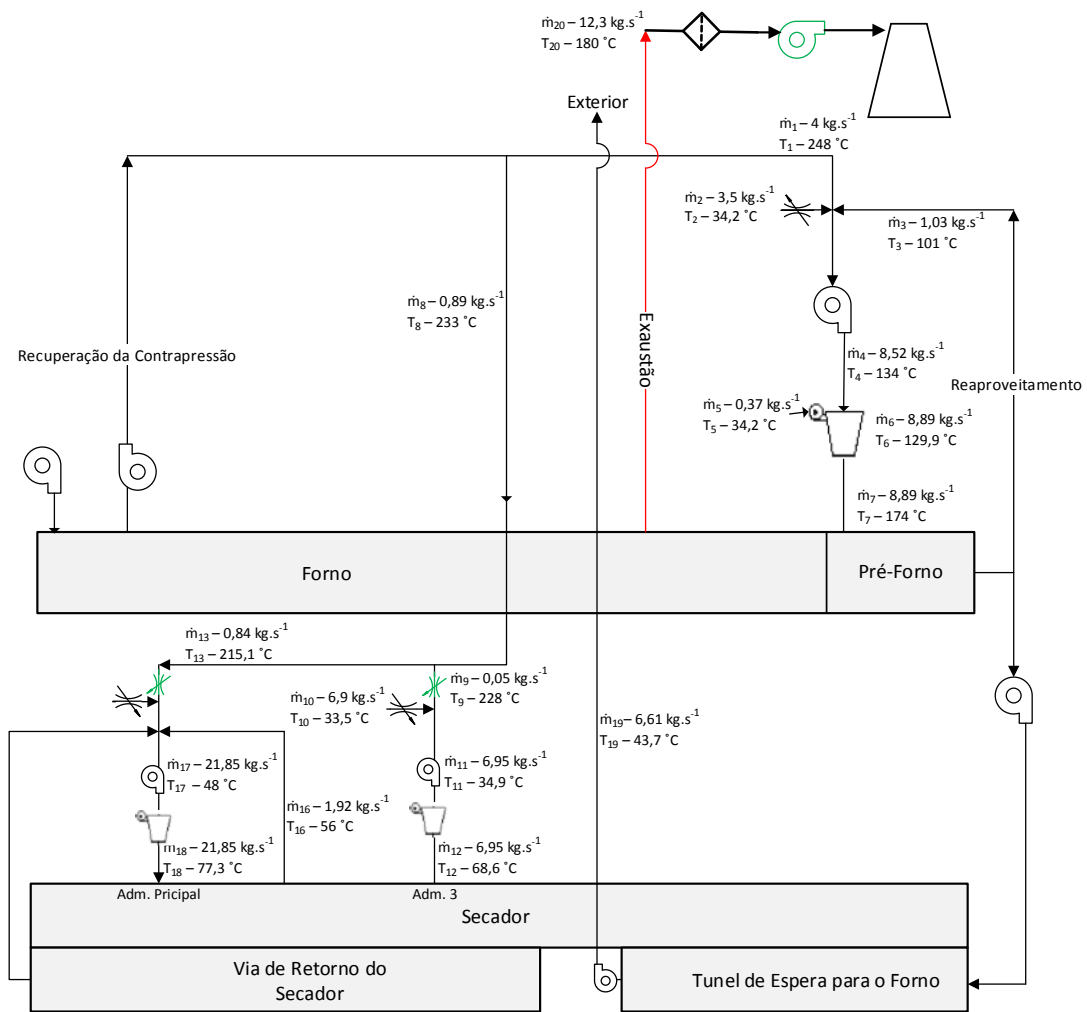 ṁ20 – 12,3 kg.s-1
T20 – 180 ˚C
Exterior
ṁ1 – 4 kg.s-1
T1 – 248 ˚C
ṁ2 – 3,5 kg.s-1
T2 – 34,2 ˚C
ṁ3 – 1,03 kg.s-1
T3 – 101 ˚C
ṁ8 – 0,89 kg.s-1
T8 – 233 ˚C
Exaustão
Recuperação da Contrapressão
ṁ4 – 8,52 kg.s-1
T4 – 134 ˚C
Reaproveitamento
ṁ5 – 0,37 kg.s-1
T5 – 34,2 ˚C
ṁ6 – 8,89 kg.s-1
T6 – 129,9 ˚C
ṁ7 – 8,89 kg.s-1
T7 – 174 ˚C
Forno
Pré-Forno
ṁ13 – 0,84 kg.s-1
T13 – 215,1 ˚C
ṁ9 – 0,05 kg.s-1
T9 – 228 ˚C
ṁ10 – 6,9 kg.s-1
T10 – 33,5 ˚C
ṁ19 – 6,61 kg.s-1
T19 – 43,7 ˚C
ṁ17 – 21,85 kg.s-1
T17 – 48 ˚C
ṁ11 – 6,95 kg.s-1
T11 – 34,9 ˚C
ṁ16 – 1,92 kg.s-1
T16 – 56 ˚C
ṁ18 – 21,85 kg.s-1
T18 – 77,3 ˚C
ṁ12 – 6,95 kg.s-1
T12 – 68,6 ˚C
Adm. Pricipal
Adm. 3
Secador
Via de Retorno do
Secador
Tunel de Espera para o Forno